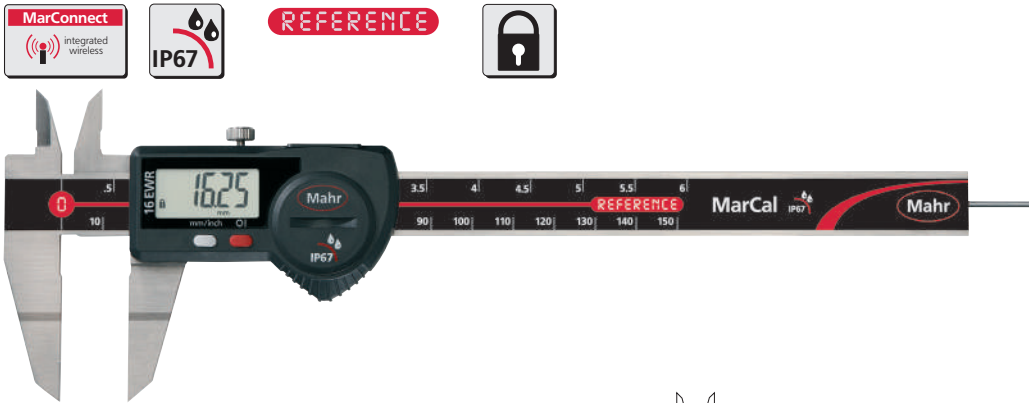 MarConnect
integrated
wireless
IP67
REFERENCE
16 EWR
16.25
mm
mm/inch
Mahr
IP67
0
.5
10
3.5 4 4.5 5 5.5 6
REFERENCE
90 100 110 120 130 140 150
MarCal
IP67
Mahr